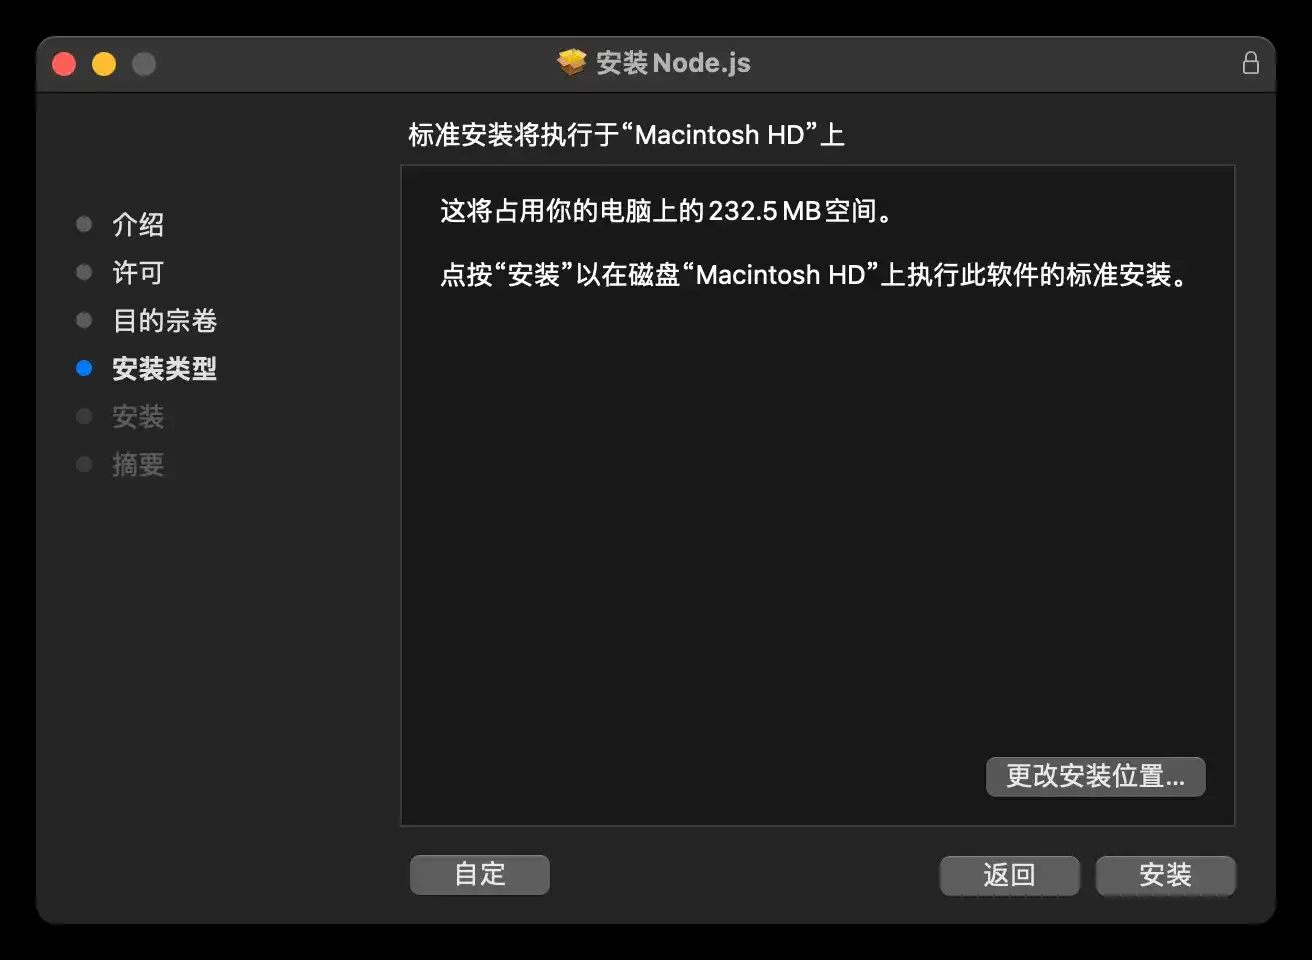 安装Node.js
标准安装将执行于“Macintosh HD”上
介绍
许可
目的宗卷
安装类型
安装
摘要
这将占用你的电脑上的232.5 MB空间。
点按“安装”以在磁盘“Macintosh HD”上执行此软件的标准安装。
更改安装位置...
自定
返回
安装